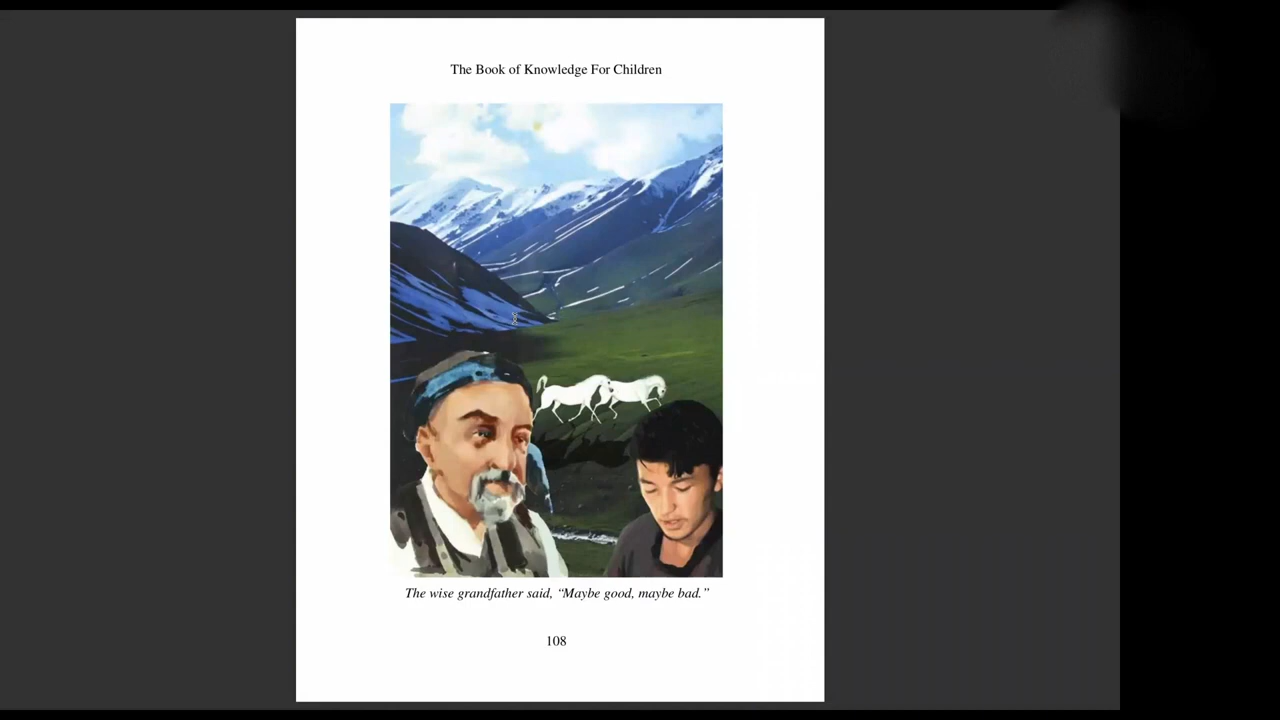 The Book of Knowledge For Children
The wise grandfather said, “Maybe good, maybe bad.”
108